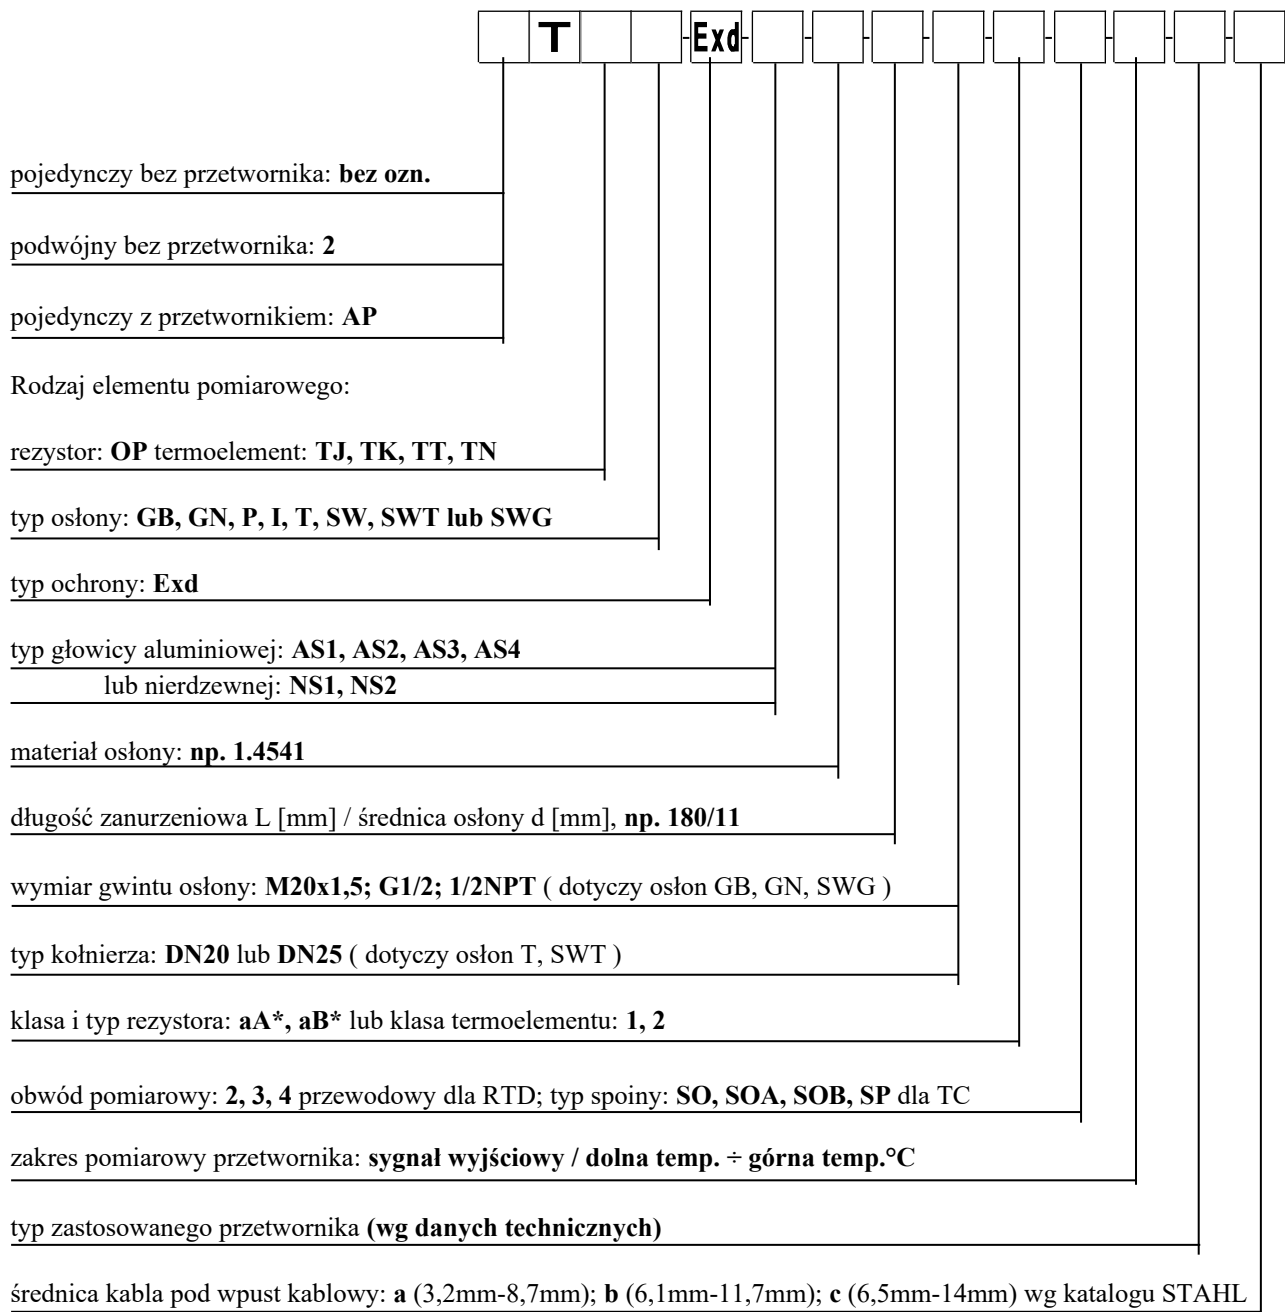 T - Exd - - - - - - - - -
pojedynczy bez przetwornika: bez ozn.
podwójny bez przetwornika: 2
pojedynczy z przetwornikiem: AP
Rodzaj elementu pomiarowego:
rezystor: OP termoelement: TJ, TK, TT, TN
typ osłony: GB, GN, P, I, T, SW, SWT lub SWG
typ ochrony: Exd
typ głowicy aluminiowej: AS1, AS2, AS3, AS4
lub nierdzewnej: NS1, NS2
materiał osłony: np. 1.4541
długość zanurzeniowa L [mm] / średnica osłony d [mm], np. 180/11
wymiar gwintu osłony: M20x1,5; G1/2; 1/2NPT ( dotyczy osłon GB, GN, SWG )
typ kołnierza: DN20 lub DN25 ( dotyczy osłon T, SWT )
klasa i typ rezystora: aA*, aB* lub klasa termoelementu: 1, 2
obwód pomiarowy: 2, 3, 4 przewodowy dla RTD; typ spoiny: SO, SOA, SOB, SP dla TC
zakres pomiarowy przetwornika: sygnał wyjściowy / dolna temp. ÷ górna temp.°C
typ zastosowanego przetwornika (wg danych technicznych)
średnica kabla pod wpust kablowy: a (3,2mm-8,7mm); b (6,1mm-11,7mm); c (6,5mm-14mm) wg katalogu STAHL